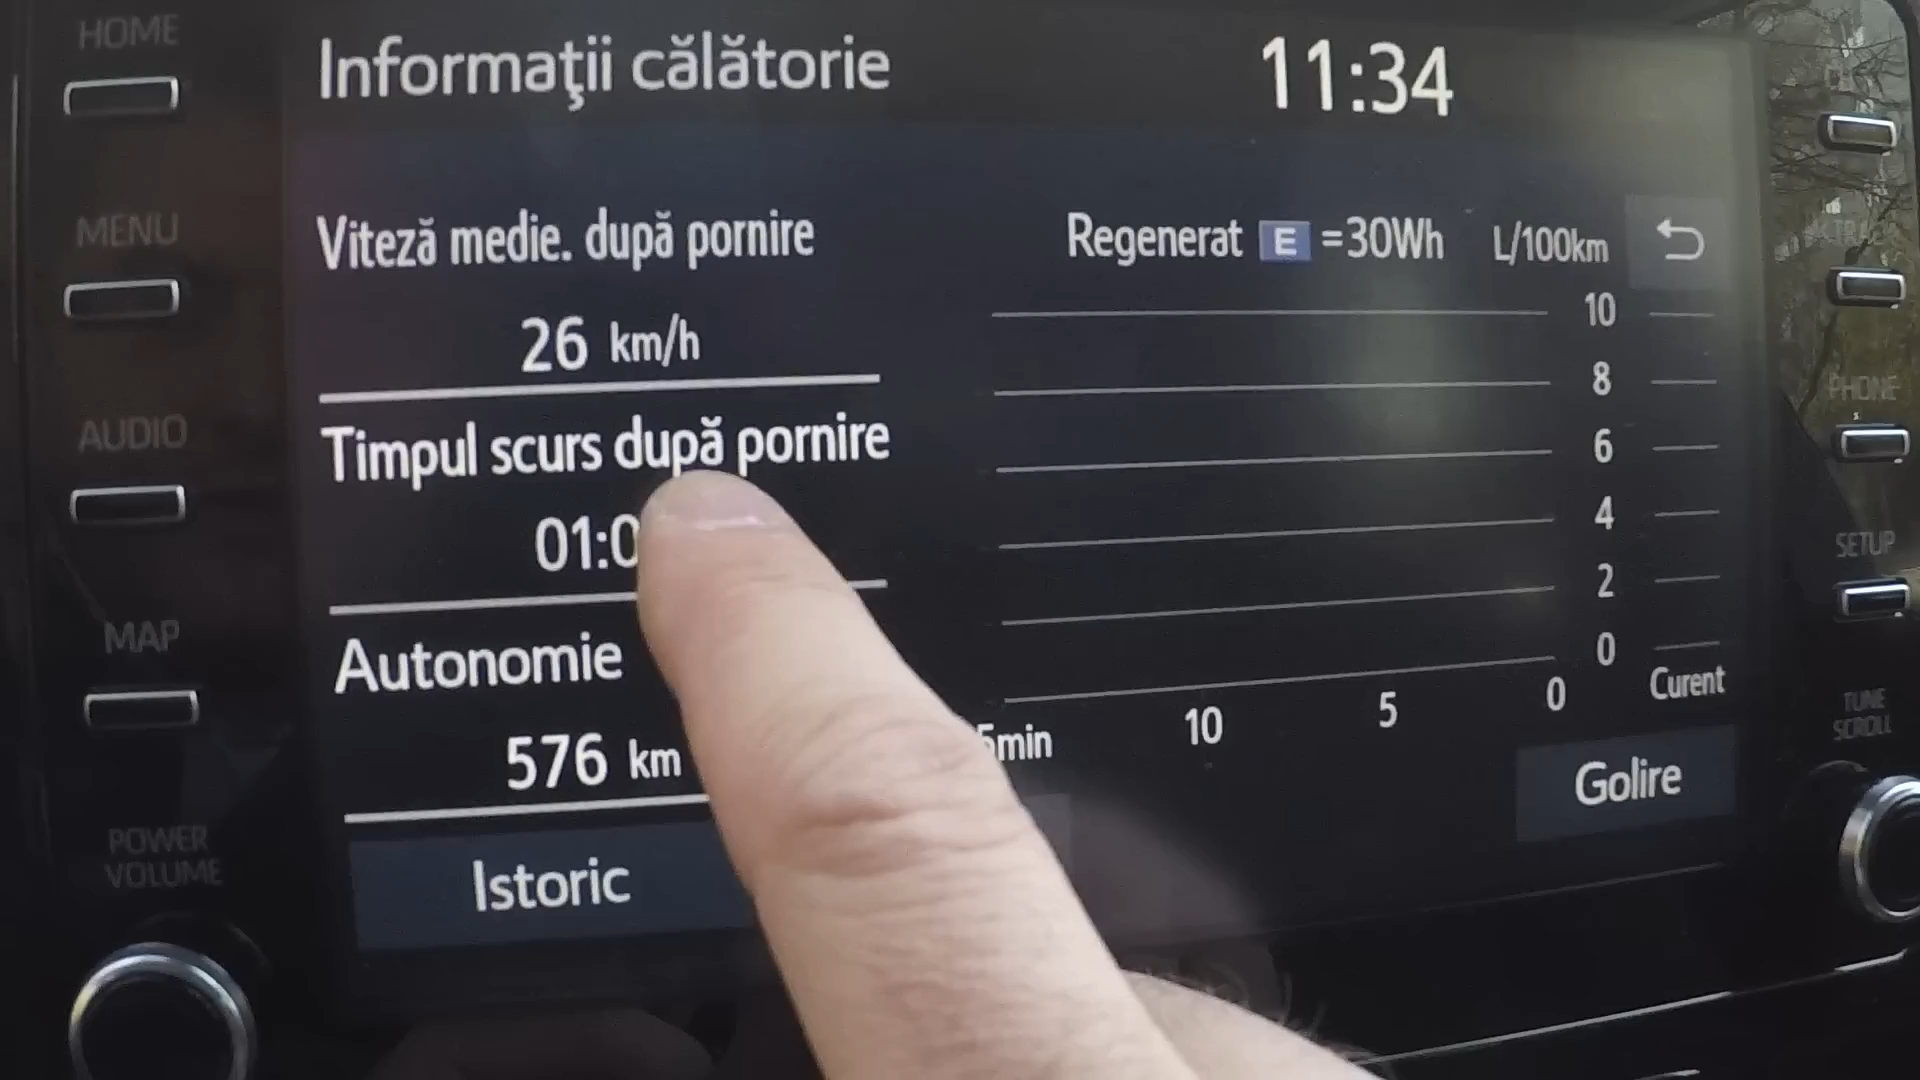 HOME
MENU
AUDIO
MAP
POWER
VOLUME
Informaţii călătorie
11:34
Viteză medie. după pornire
26 km/h
Timpul scurs după pornire
01:0
Autonomie
576 km
Istoric
Regenerat E =30Wh L/100km
10
8
6
4
2
0
5min 10 5 0 Curent
Golire
PHONE
SETUP
TUNE
SCROLL